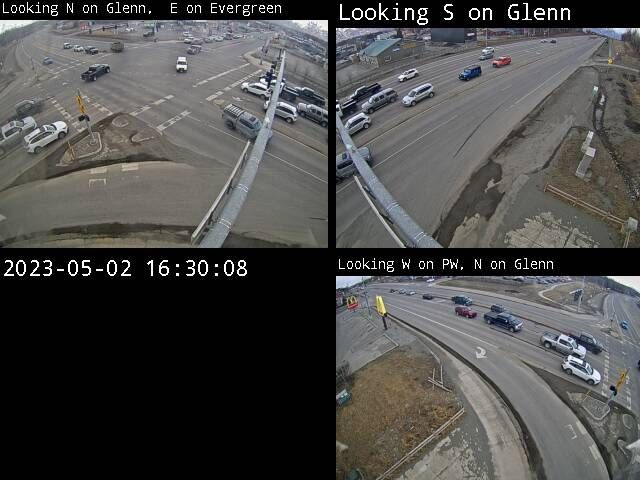 Looking N on Glenn, E on Evergreen
Looking S on Glenn
2023-05-02 16:30:08
Looking W on PW, N on Glenn